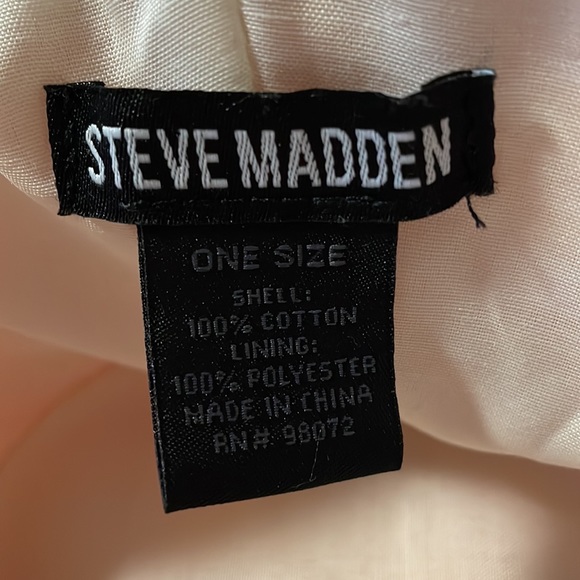 STEVE MADDEN
ONE SIZE
SHELL:
100% COTTON
LINING:
100% POLYESTER
MADE IN CHINA
RN# 98072